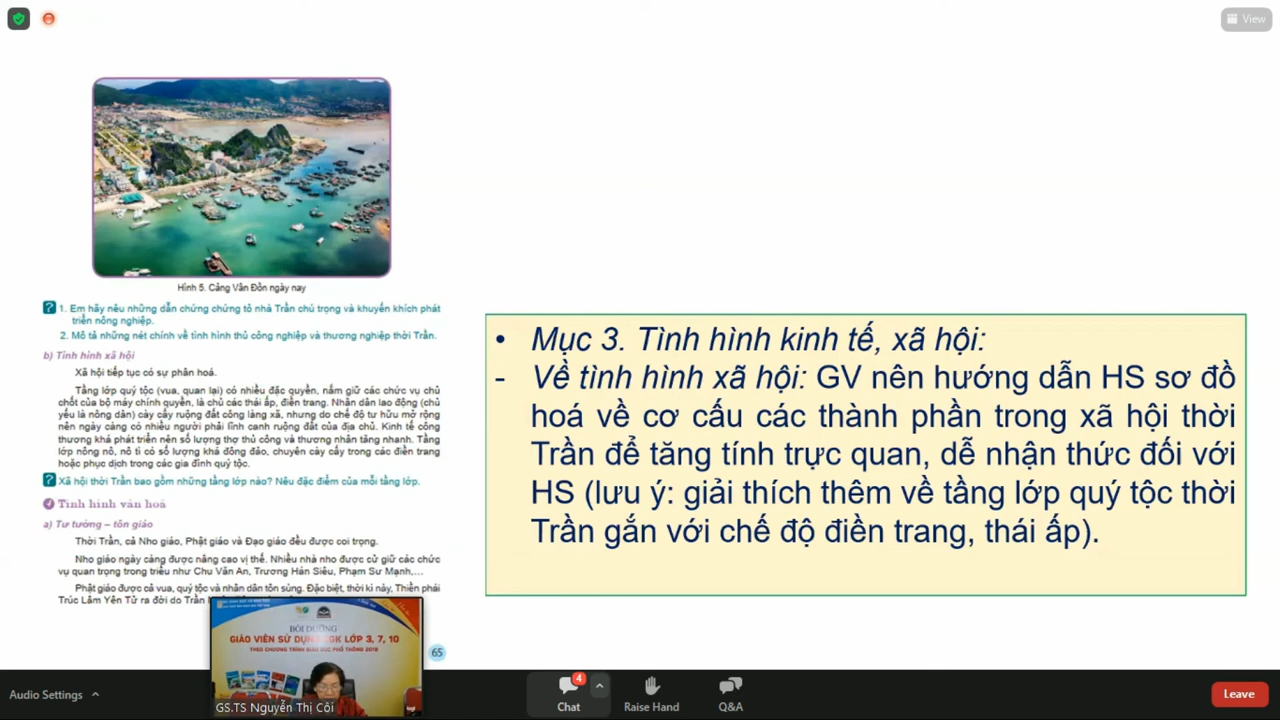 View
Hình 5. Cảng Vân Đồn ngày nay
? 1. Em hãy nêu những dẫn chứng chứng tỏ nhà Trần chú trọng và khuyến khích phát
triển nông nghiệp.
2. Mô tả những nét chính về tình hình thủ công nghiệp và thương nghiệp thời Trần.
b) Tình hình xã hội
Xã hội tiếp tục có sự phân hoá.
Tầng lớp quý tộc (vua, quan lại) có nhiều đặc quyền, nắm giữ các chức vụ chủ
chốt của bộ máy chính quyền, là chủ các thái ấp, điền trang. Nhân dân lao động (chủ
yếu là nông dân) cày cấy ruộng đất công làng xã, nhưng do chế độ tư hữu mở rộng
nên ngày càng có nhiều người phải lĩnh canh ruộng đất của địa chủ. Kinh tế công
thương khá phát triển nên số lượng thợ thủ công và thương nhân tăng nhanh. Tầng
lớp nông nô, nô tì có số lượng khá đông đảo, chuyên cày cấy trong các điền trang
hoặc phục dịch trong các gia đình quý tộc.
? Xã hội thời Trần bao gồm những tầng lớp nào? Nêu đặc điểm của mỗi tầng lớp.
4 Tình hình văn hoá
a) Tư tưởng – tôn giáo
Thời Trần, cả Nho giáo, Phật giáo và Đạo giáo đều được coi trọng.
Nho giáo ngày càng được nâng cao vị thế. Nhiều nhà nho được cử giữ các chức
vụ quan trọng trong triều như Chu Văn An, Trương Hán Siêu, Phạm Sư Mạnh,...
Phật giáo được cả vua, quý tộc và nhân dân tôn sùng. Đặc biệt, thời kì này, Thiền phái
Trúc Lâm Yên Tử ra đời do Trần
65
• Mục 3. Tình hình kinh tế, xã hội:
- Về tình hình xã hội: GV nên hướng dẫn HS sơ đồ
hoá về cơ cấu các thành phần trong xã hội thời
Trần để tăng tính trực quan, dễ nhận thức đối với
HS (lưu ý: giải thích thêm về tầng lớp quý tộc thời
Trần gắn với chế độ điền trang, thái ấp).
BỒI DƯỠNG
GIÁO VIÊN SỬ DỤNG SGK LỚP 3, 7, 10
THEO CHƯƠNG TRÌNH GIÁO DỤC PHỔ THÔNG 2018
GS.TS Nguyễn Thị Côi
Audio Settings
4
Chat
Raise Hand
Q&A
Leave